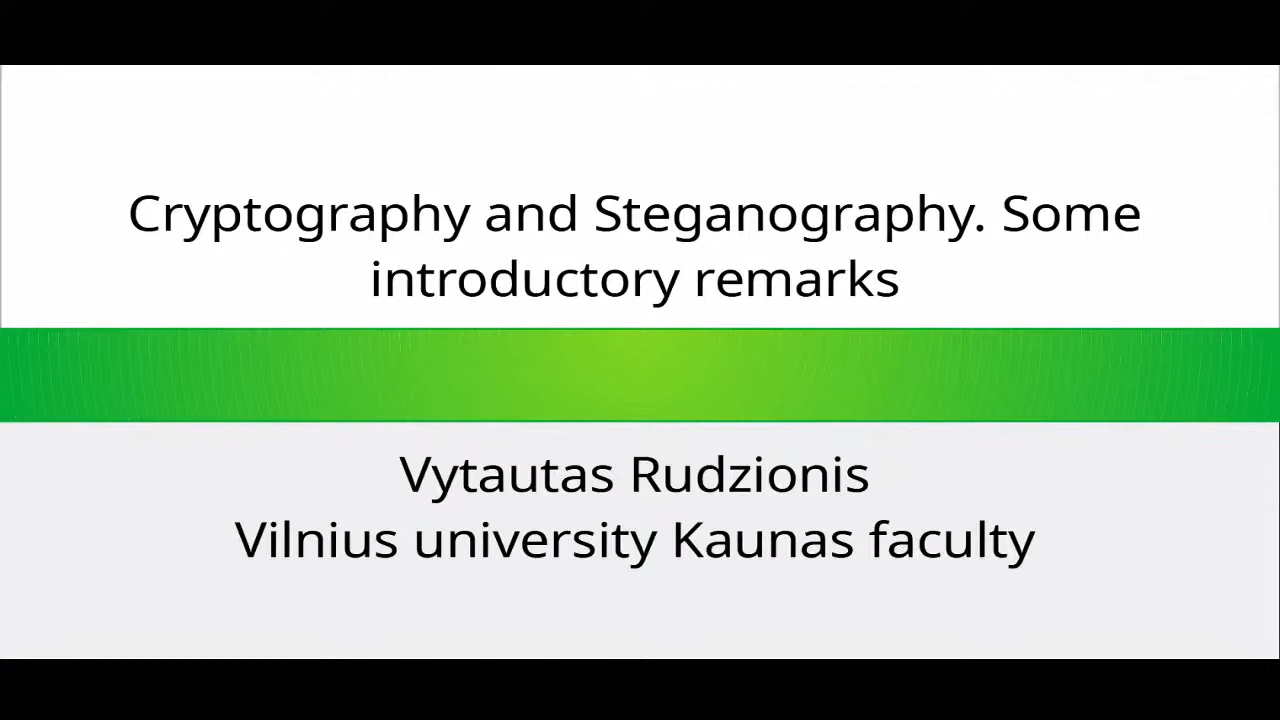 Cryptography and Steganography. Some
introductory remarks
Vytautas Rudzionis
Vilnius university Kaunas faculty